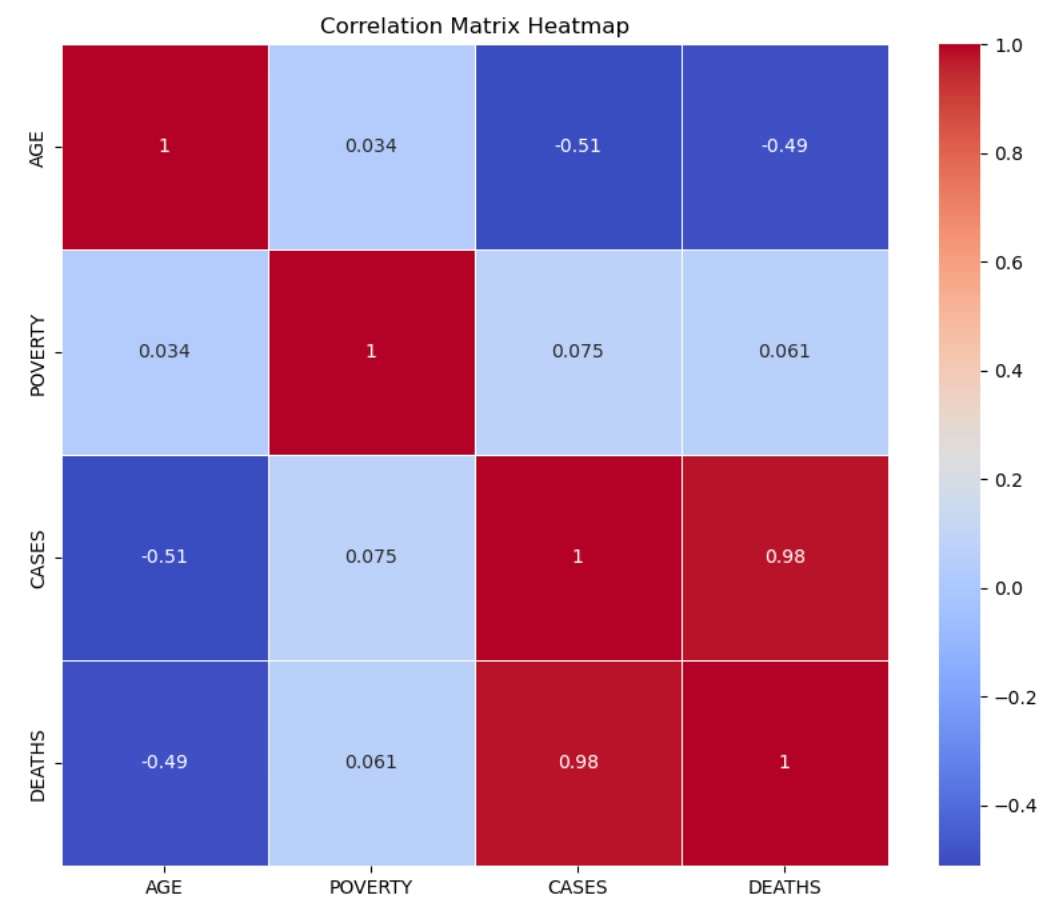 Correlation Matrix Heatmap
AGE 1 0.034 -0.51 -0.49
POVERTY 0.034 1 0.075 0.061
CASES -0.51 0.075 1 0.98
DEATHS -0.49 0.061 0.98 1
AGE POVERTY CASES DEATHS
1.0
0.8
0.6
0.4
0.2
0.0
−0.2
−0.4